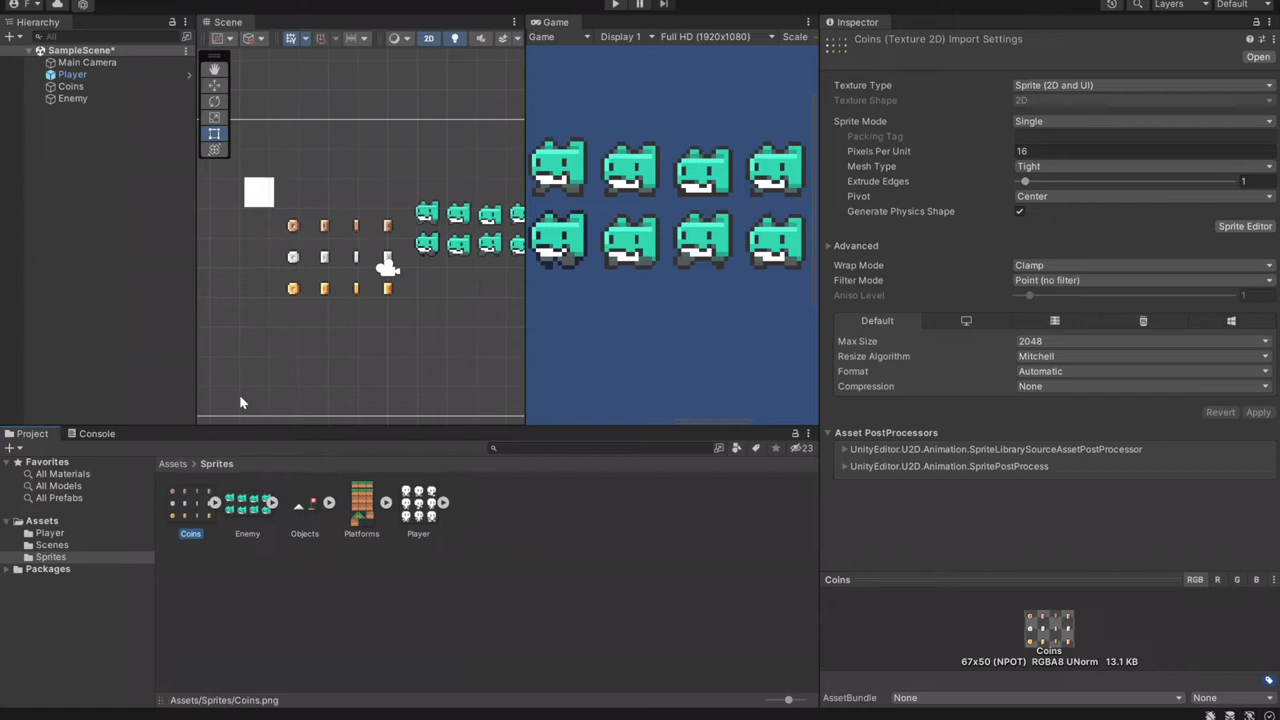 F
Layers
Default
Hierarchy
Scene
Game
Inspector
All
2D
Game
Display 1
Full HD (1920x1080)
Scale
Coins (Texture 2D) Import Settings
Open
SampleScene*
Main Camera
Player
Coins
Enemy
Texture Type
Sprite (2D and UI)
Texture Shape
2D
Sprite Mode
Single
Packing Tag
Pixels Per Unit
16
Mesh Type
Tight
Extrude Edges
1
Pivot
Center
Generate Physics Shape
Sprite Editor
Advanced
Wrap Mode
Clamp
Filter Mode
Point (no filter)
Aniso Level
1
Default
Max Size
2048
Resize Algorithm
Mitchell
Format
Automatic
Compression
None
Revert
Apply
Asset PostProcessors
UnityEditor.U2D.Animation.SpriteLibrarySourceAssetPostProcessor
UnityEditor.U2D.Animation.SpritePostProcess
Project
Console
23
Favorites
All Materials
All Models
All Prefabs
Assets
Player
Scenes
Sprites
Packages
Assets > Sprites
Coins
Enemy
Objects
Platforms
Player
Assets/Sprites/Coins.png
Coins
RGB
R
G
B
Coins
67x50 (NPOT) RGBA8 UNorm 13.1 KB
AssetBundle
None
None